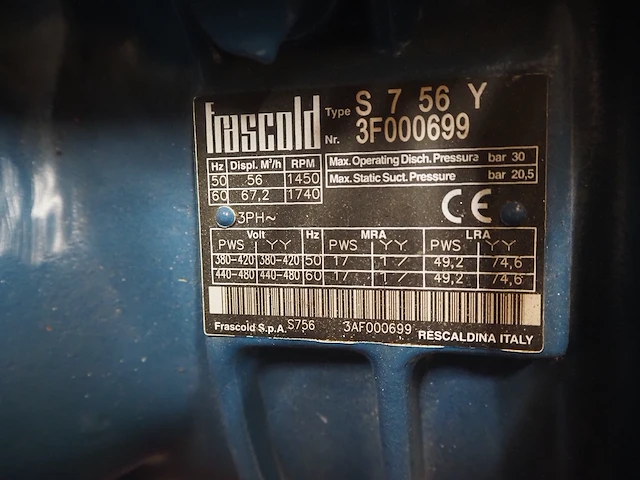 Frascold Type S 7 56 Y
Nr. 3F000699
Hz Displ. M³/h RPM
50 56 1450
60 67,2 1740
Max. Operating Disch. Pressure bar 30
Max. Static Suct. Pressure bar 20,5
3PH~
CE
Volt Hz MRA LRA
PWS YY PWS YY PWS YY
380-420 380-420 50 17 17 49,2 74,6
440-480 440-480 60 17 17 49,2 74,6
Frascold S.p.A. S756 3AF000699 RESCALDINA ITALY